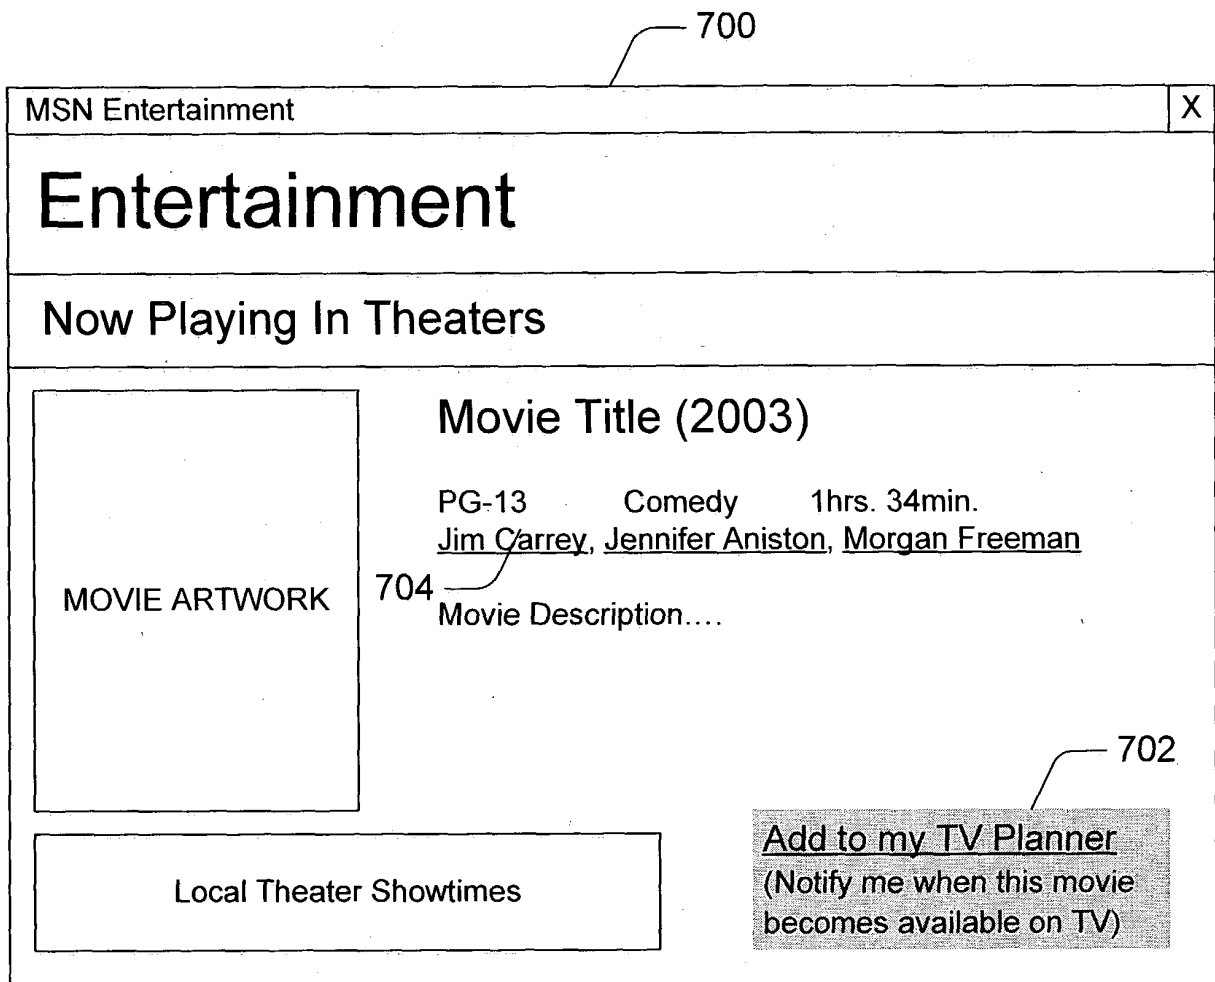 700
MSN Entertainment X
Entertainment
Now Playing In Theaters
Movie Title (2003)
PG-13 Comedy 1hrs. 34min.
Jim Carrey, Jennifer Aniston, Morgan Freeman
MOVIE ARTWORK
704
Movie Description....
702
Add to my TV Planner
(Notify me when this movie
becomes available on TV)
Local Theater Showtimes